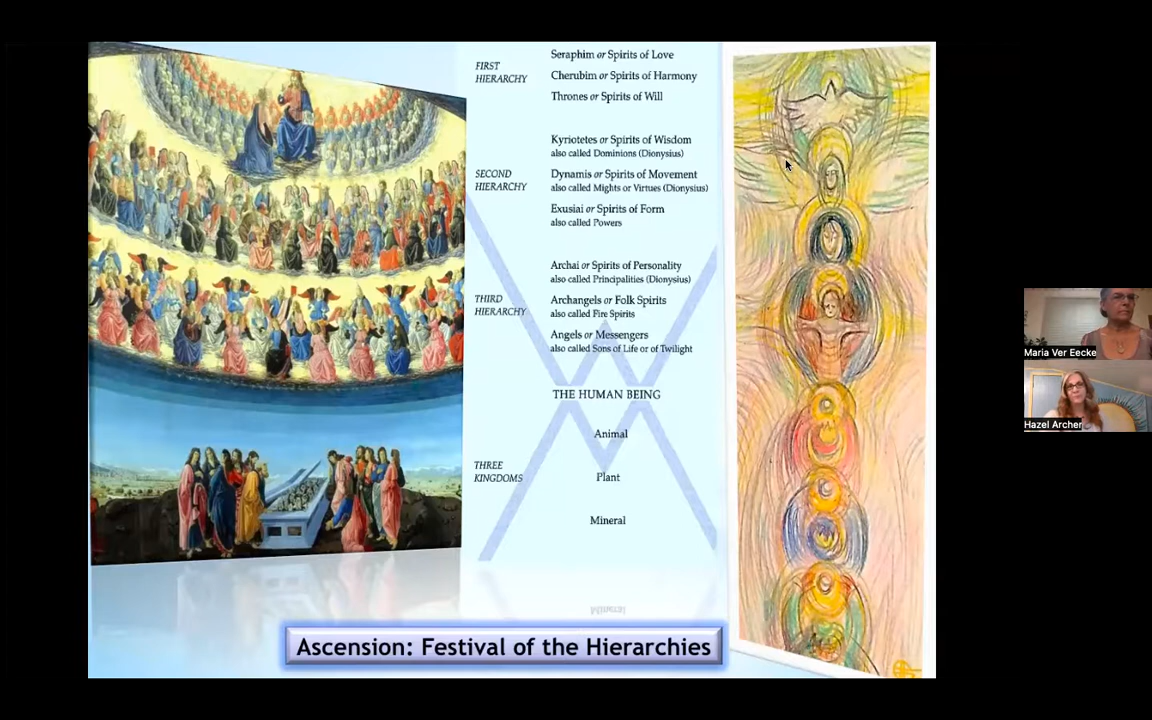 FIRST
HIERARCHY
Seraphim or Spirits of Love
Cherubim or Spirits of Harmony
Thrones or Spirits of Will
SECOND
HIERARCHY
Kyriotetes or Spirits of Wisdom
also called Dominions (Dionysius)
Dynamis or Spirits of Movement
also called Mights or Virtues (Dionysius)
Exusiai or Spirits of Form
also called Powers
THIRD
HIERARCHY
Archai or Spirits of Personality
also called Principalities (Dionysius)
Archangels or Folk Spirits
also called Fire Spirits
Angels or Messengers
also called Sons of Life or of Twilight
THE HUMAN BEING
THREE
KINGDOMS
Animal
Plant
Mineral
Mineral
Ascension: Festival of the Hierarchies
Maria Ver Eecke
Hazel Archer